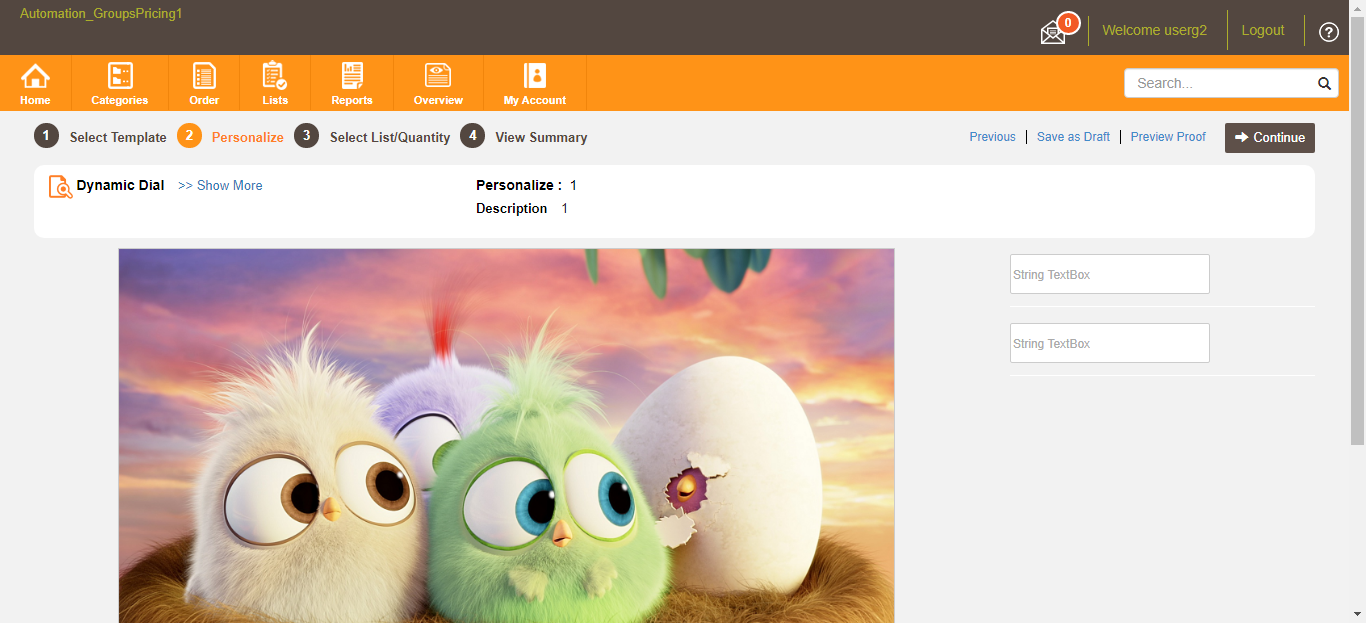 Automation_GroupsPricing1
0
Welcome userg2
Logout
?
Home
Categories
Order
Lists
Reports
Overview
My Account
Search...
1 Select Template 2 Personalize 3 Select List/Quantity 4 View Summary
Previous
Save as Draft
Preview Proof
Continue
Dynamic Dial >> Show More
Personalize : 1
Description 1
String TextBox
String TextBox